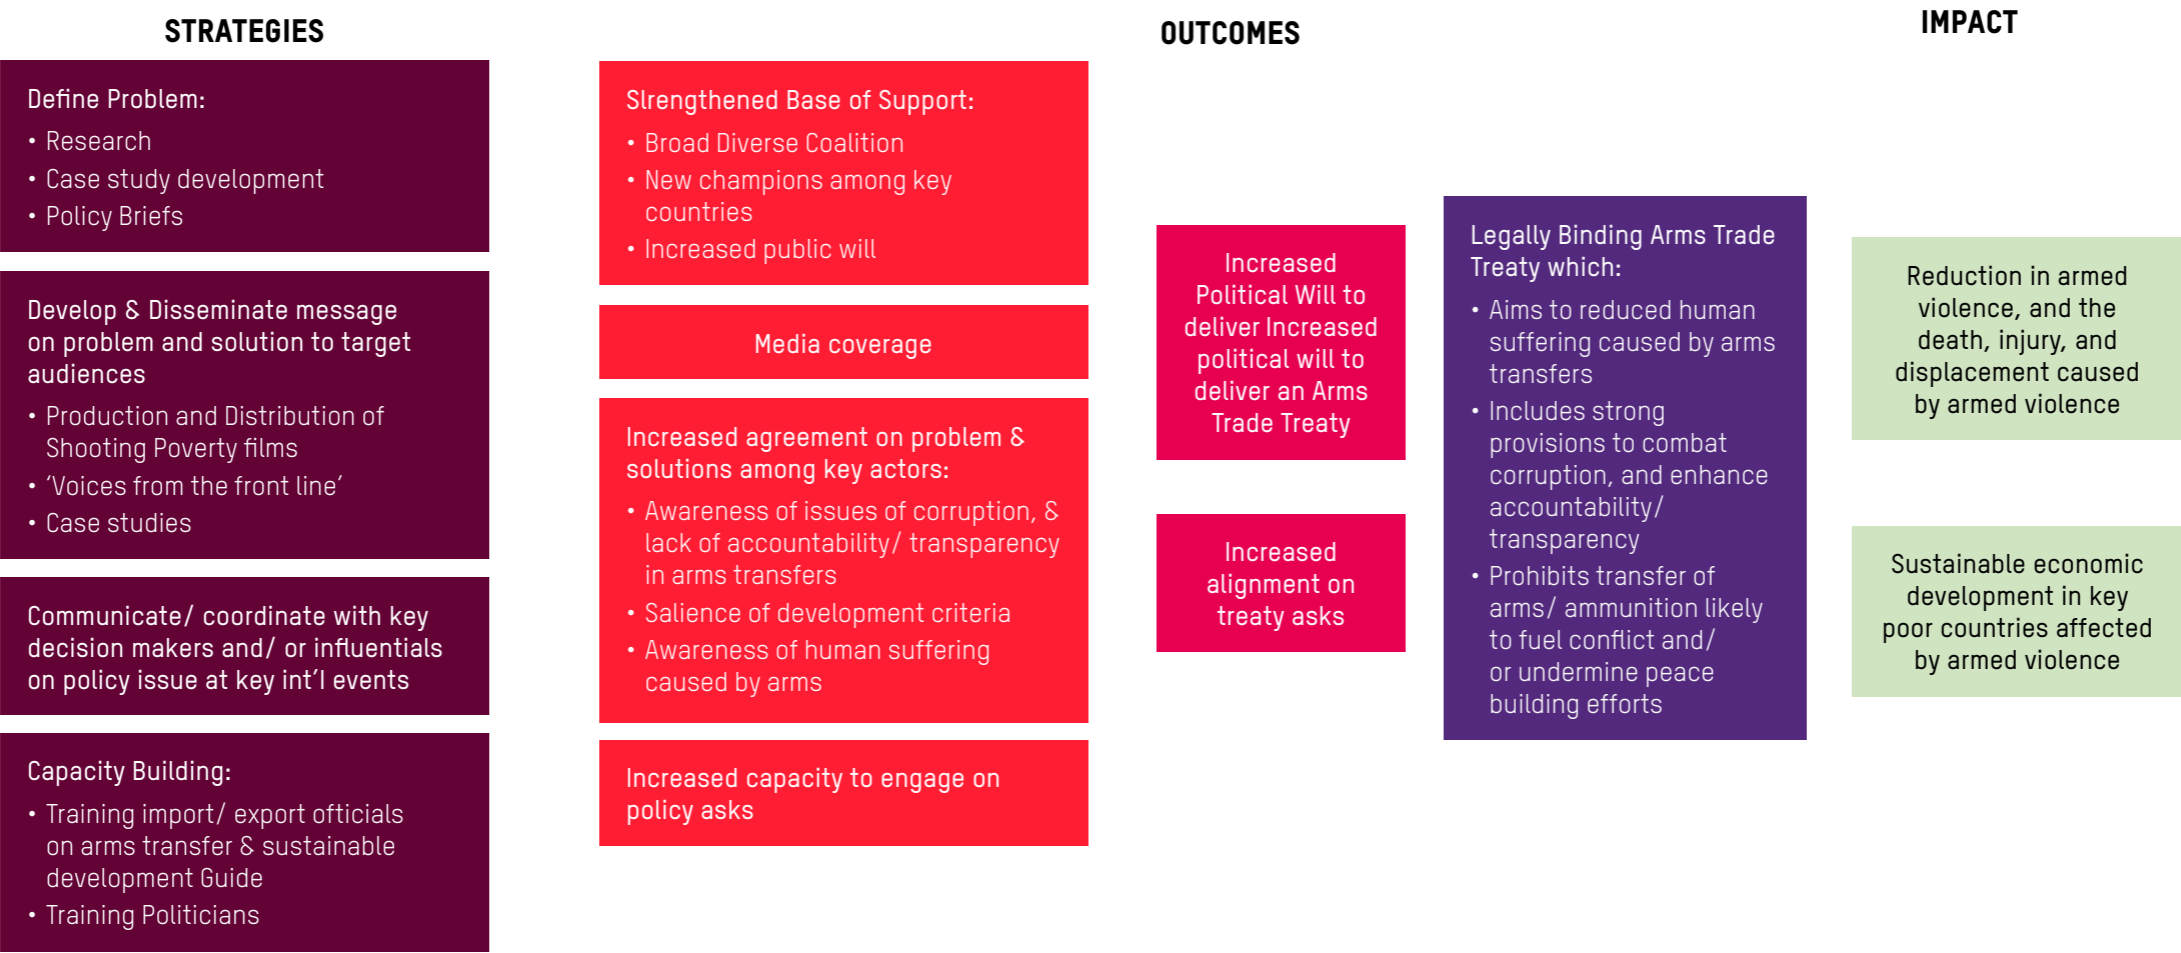 STRATEGIES
Define Problem:
• Research
• Case study development
• Policy Briefs
Develop & Disseminate message
on problem and solution to target
audiences
• Production and Distribution of
Shooting Poverty films
• ‘Voices from the front line’
• Case studies
Communicate/ coordinate with key
decision makers and/ or influentials
on policy issue at key int’l events
Capacity Building:
• Training import/ export otticials
on arms transfer & sustainable
development Guide
• Training Politicians
Slrengthened Base of Support:
• Broad Diverse Coalition
• New champions among key
countries
• Increased public will
Media coverage
Increased agreement on problem &
solutions among key actors:
• Awareness of issues of corruption, &
lack of accountability/ transparency
in arms transfers
• Salience of development criteria
• Awareness of human suffering
caused by arms
Increased capacity to engage on
policy asks
OUTCOMES
Increased
Political Will to
deliver Increased
political will to
deliver an Arms
Trade Treaty
Increased
alignment on
treaty asks
Legally Binding Arms Trade
Treaty which:
• Aims to reduced human
suffering caused by arms
transfers
• Includes strong
provisions to combat
corruption, and enhance
accountability/
transparency
• Prohibits transfer of
arms/ ammunition likely
to fuel conflict and/
or undermine peace
building efforts
IMPACT
Reduction in armed
violence, and the
death, injury, and
displacement caused
by armed violence
Sustainable economic
development in key
poor countries affected
by armed violence